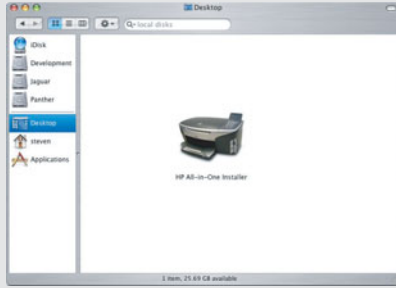 Desktop
local disks
iDisk
Development
Jaguar
Panther
Desktop
steven
Applications
HP All-in-One Installer
1 item, 25.69 GB available